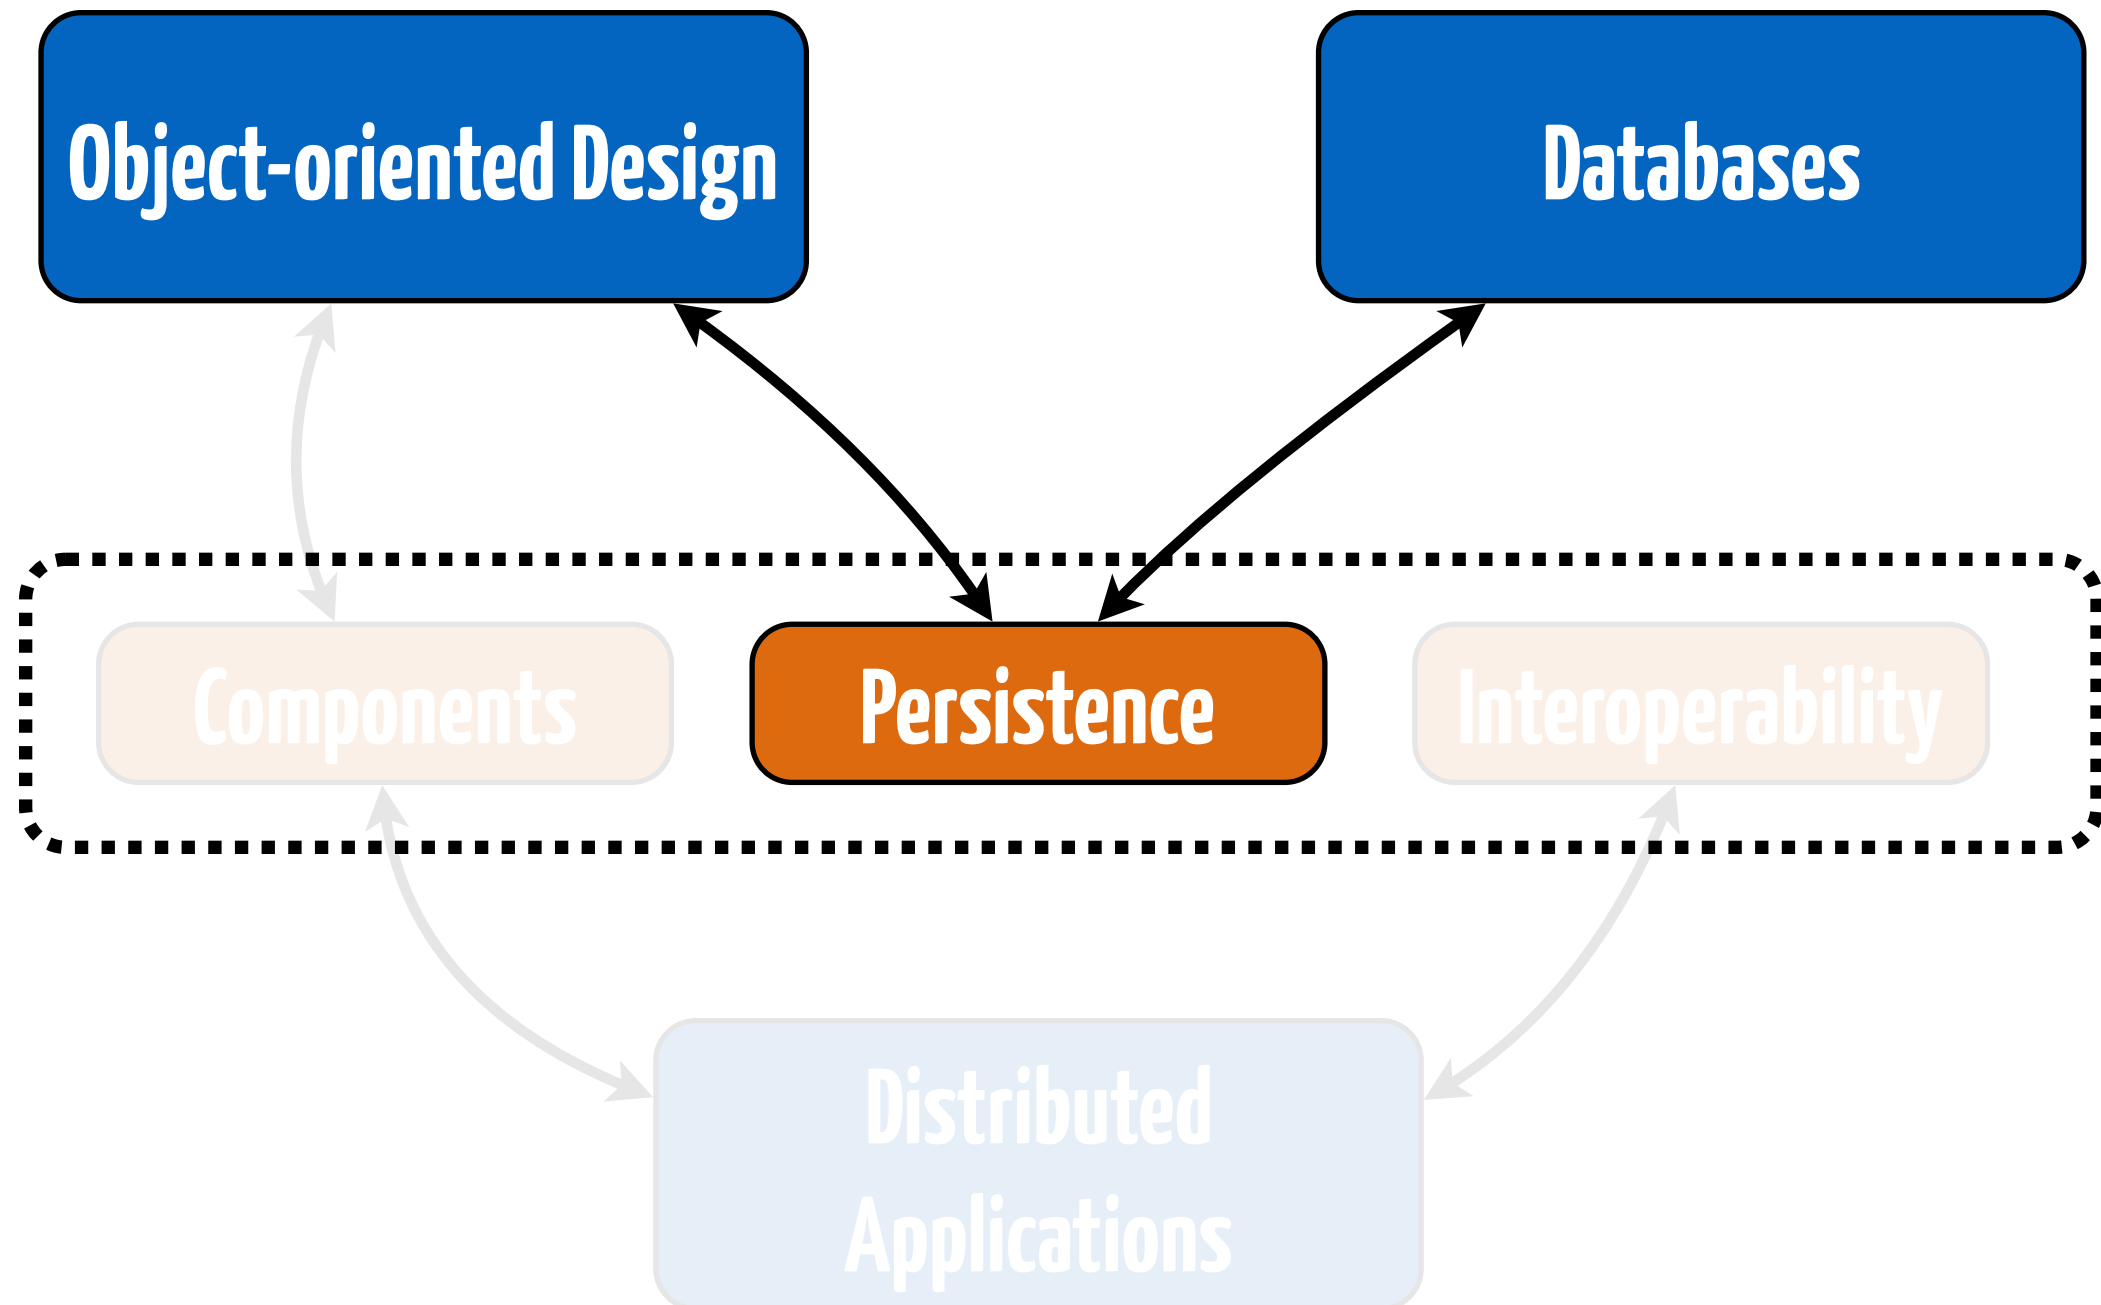 Object-oriented Design
Databases
Components
Persistence
Interoperability
Distributed
Applications